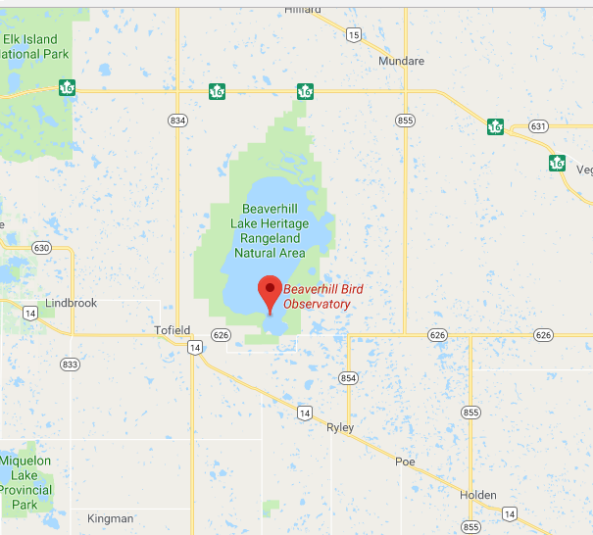 Hilliard
Elk Island
National Park
15
Mundare
16
16
16
834
855
16
631
16
Veg
Beaverhill
Lake Heritage
Rangeland
Natural Area
e
630
Beaverhill Bird
Observatory
Lindbrook
14
Tofield
626
626
626
14
833
854
14
855
Ryley
Poe
Miquelon
Lake
Provincial
Park
Holden
14
Kingman
855